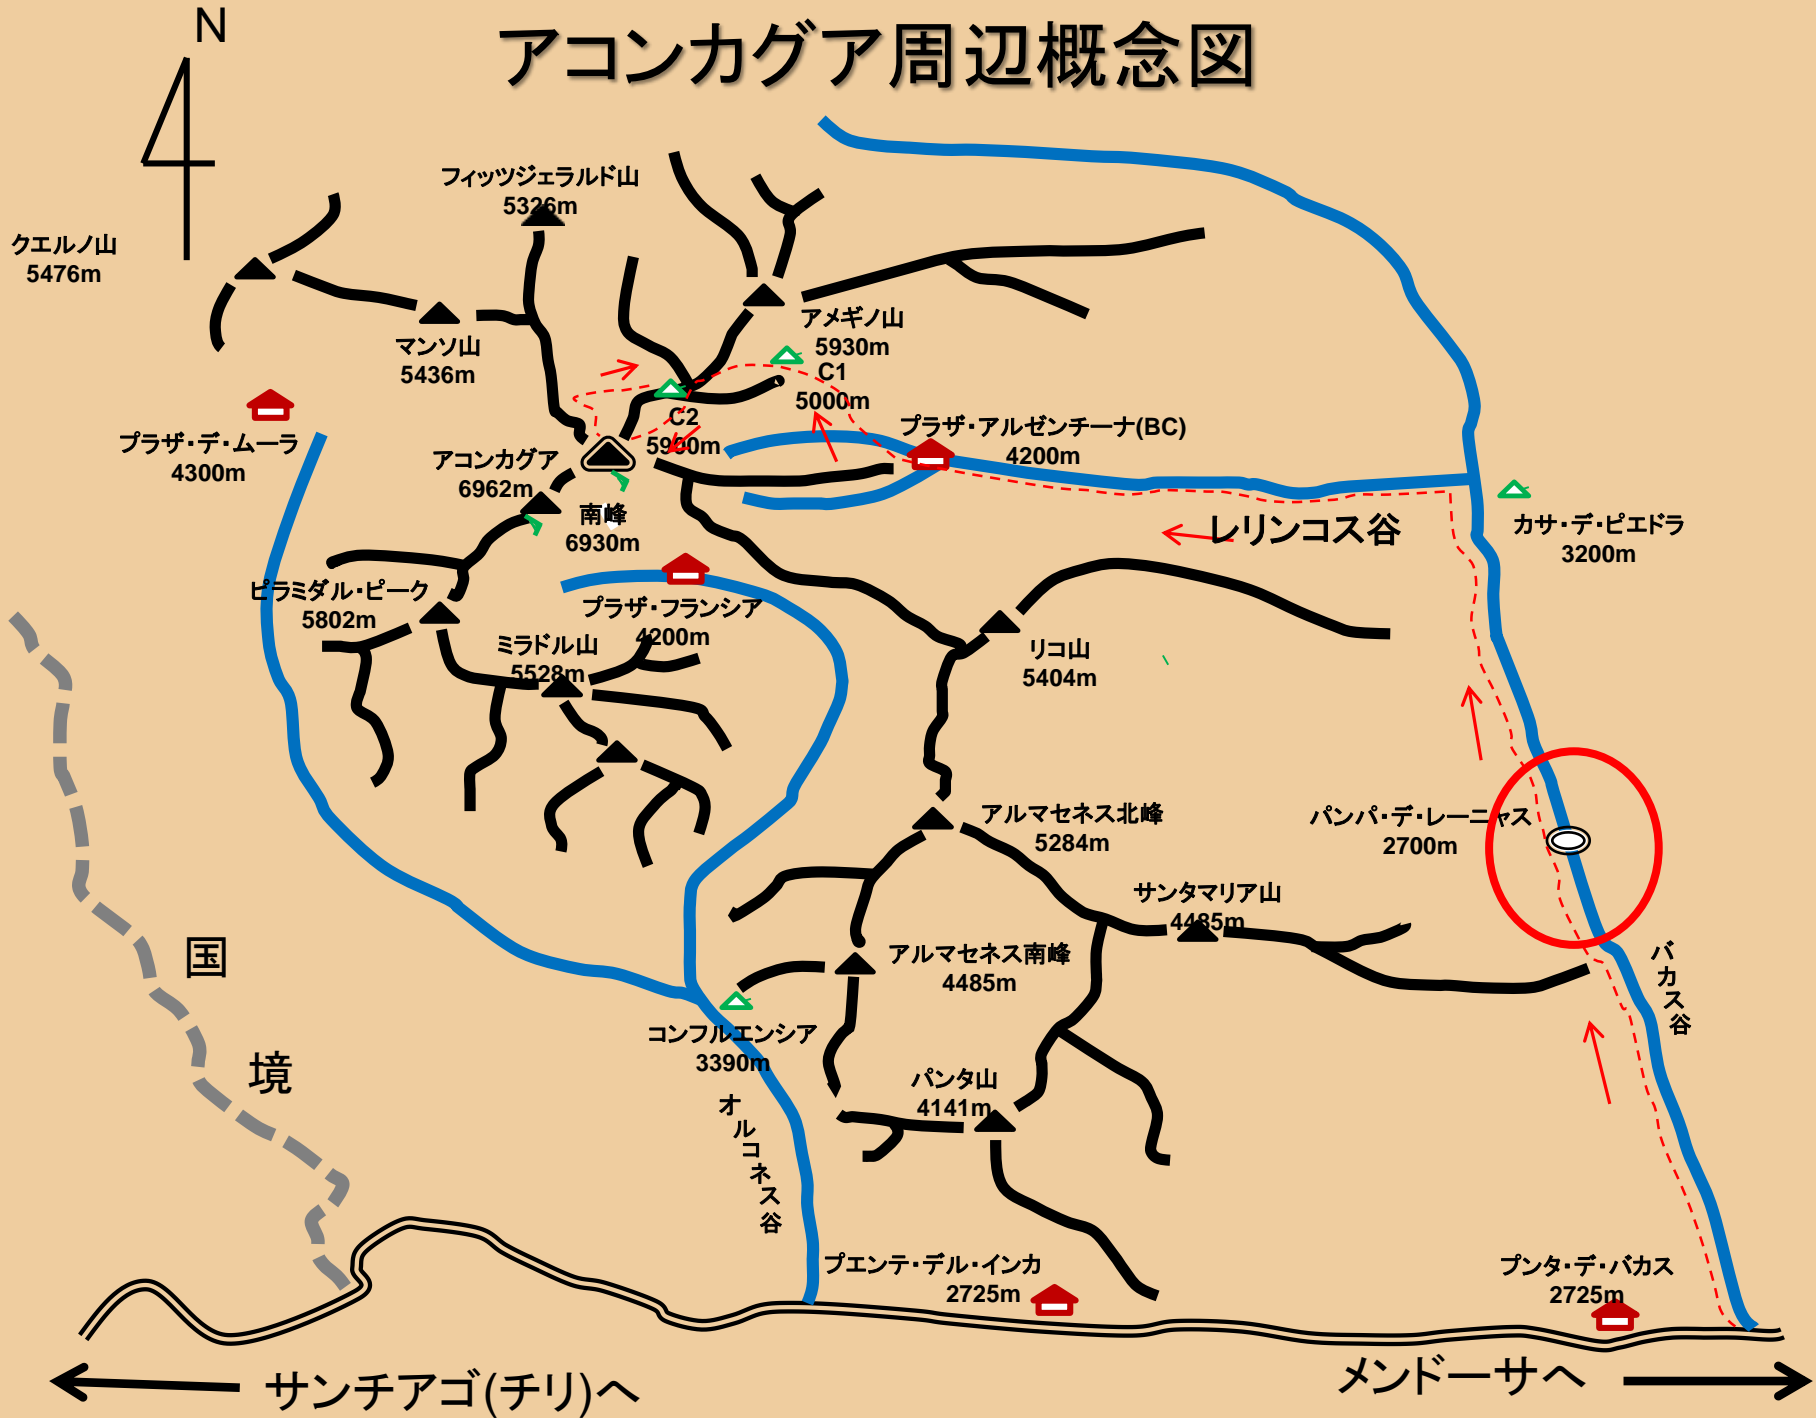 N
アコンカグア周辺概念図
フィッツジェラルド山
5326m
クエルノ山
5476m
アメギノ山
5930m
マンソ山
5436m
C1
5000m
C2
5900m
プラザ・アルゼンチーナ(BC)
4200m
プラザ・デ・ムーラ
4300m
アコンカグア
6962m
南峰
6930m
レリンコス谷
カサ・デ・ピエドラ
3200m
ピラミダル・ピーク
5802m
プラザ・フランシア
4200m
ミラドル山
5528m
リコ山
5404m
アルマセネス北峰
5284m
パンパ・デ・レーニャス
2700m
サンタマリア山
4485m
アルマセネス南峰
4485m
バカス谷
国
境
コンフルエンシア
3390m
パンタ山
4141m
オルコネス谷
プエンテ・デル・インカ
2725m
プンタ・デ・バカス
2725m
サンチアゴ(チリ)へ
メンドーサへ